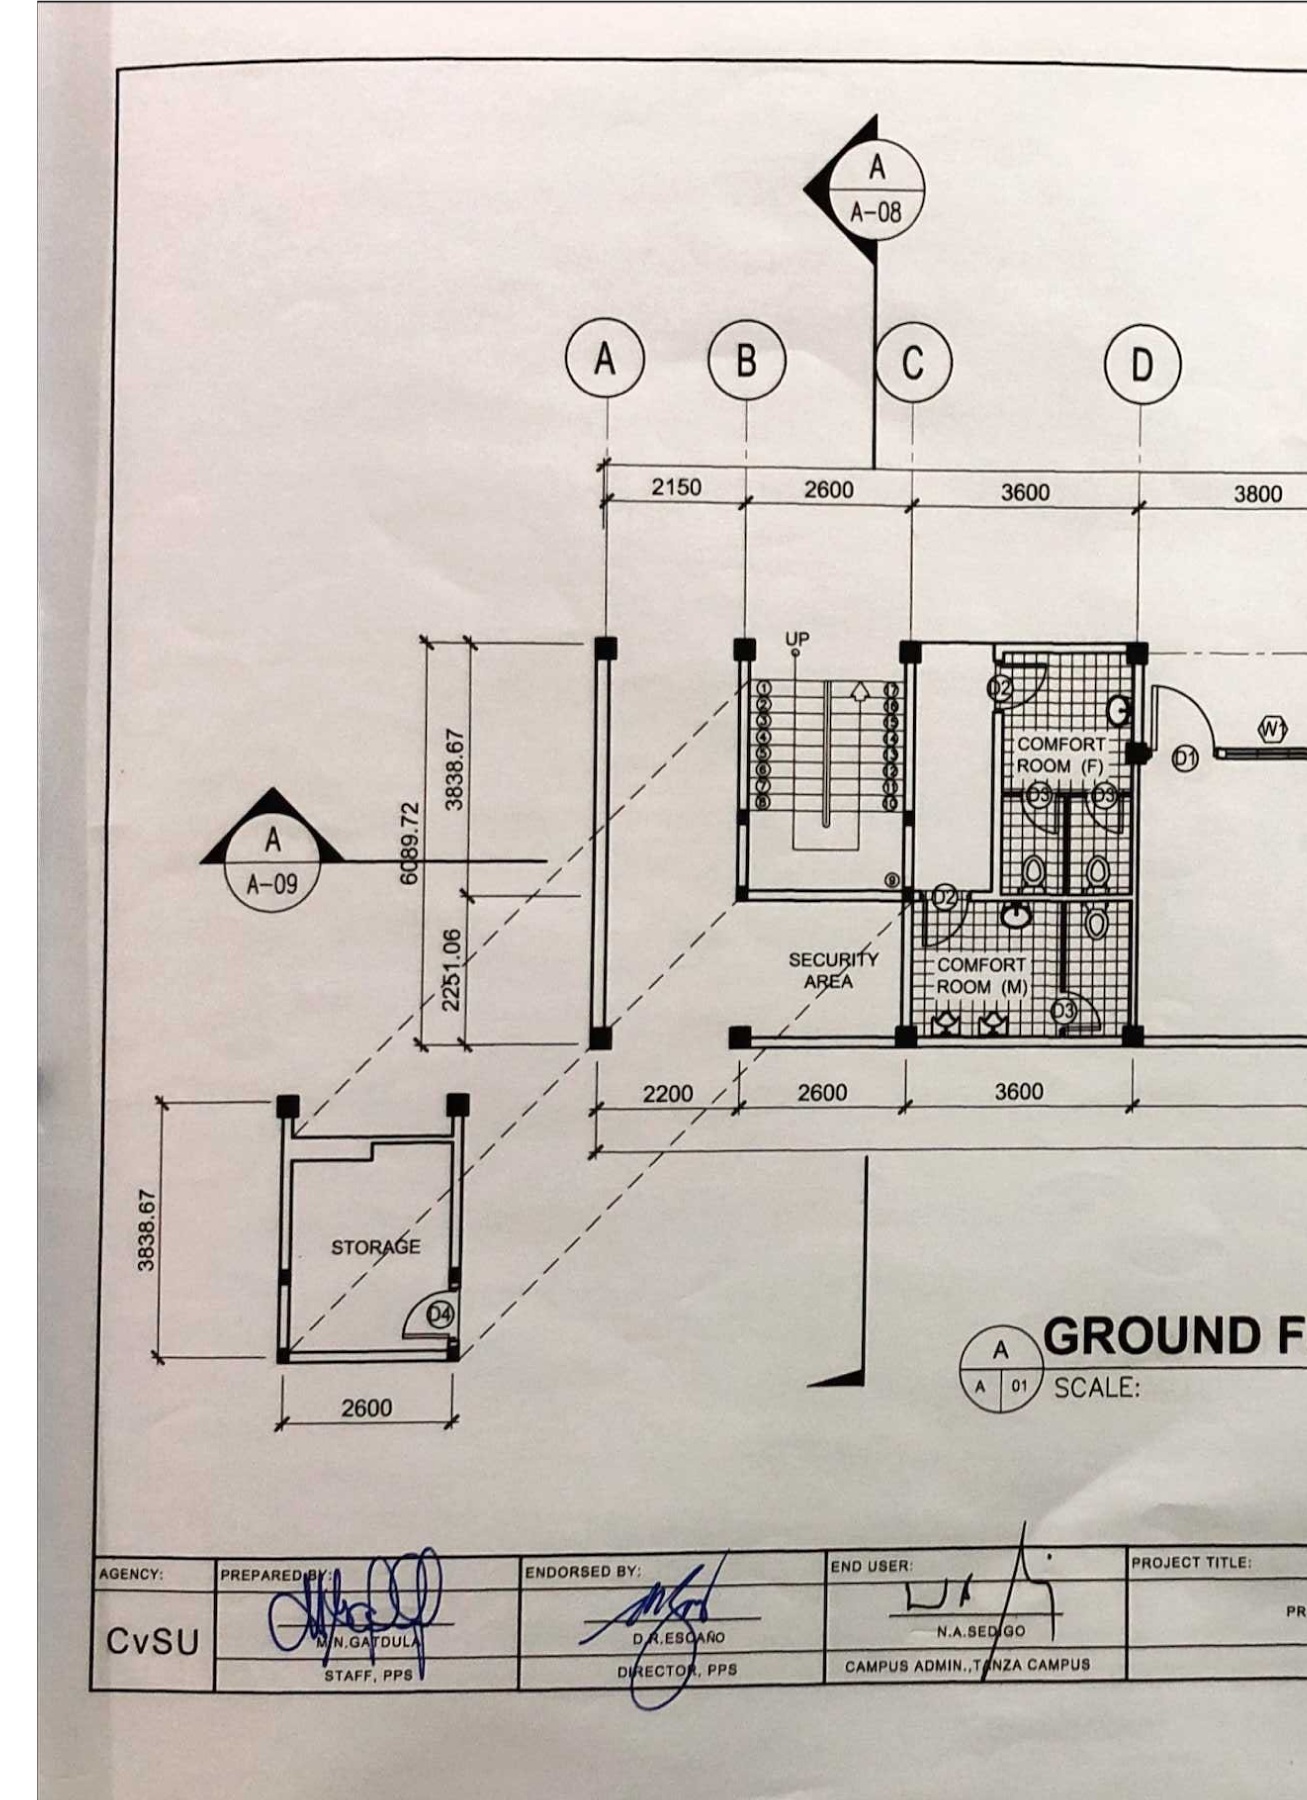 A
A-08
A
B
C
D
2150
2600
3600
3800
UP
1
2
3
4
5
6
7
8
17
16
15
14
13
12
11
10
9
D2
COMFORT
ROOM (F)
D1
W1
D3
D3
3838.67
6089.72
2251.06
A
A-09
D2
SECURITY
AREA
COMFORT
ROOM (M)
D3
2200
2600
3600
3838.67
STORAGE
D4
2600
A
A
01
GROUND F
SCALE:
AGENCY:
CvSU
PREPARED BY:
M.N.GATDULA
STAFF, PPS
ENDORSED BY:
D.R.ESCAÑO
DIRECTOR, PPS
END USER:
N.A.SEDIGO
CAMPUS ADMIN.,TANZA CAMPUS
PROJECT TITLE:
PR